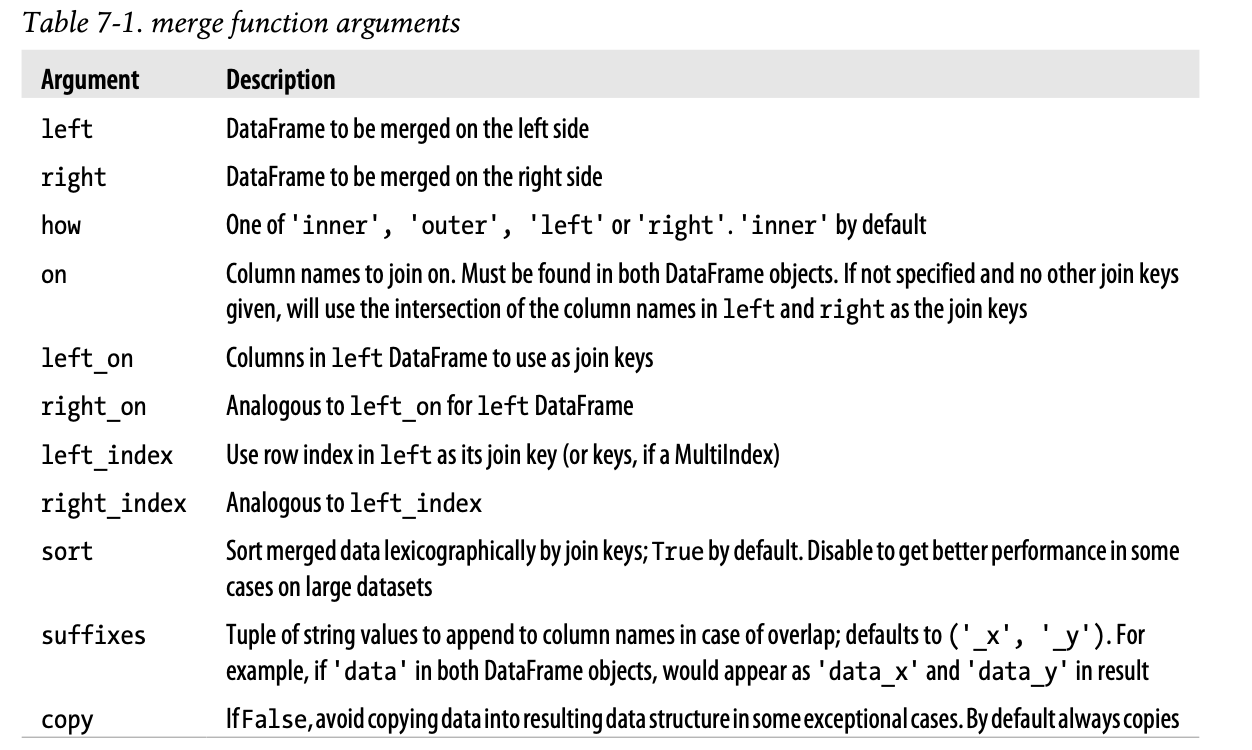 Table 7-1. merge function arguments
Argument Description
left DataFrame to be merged on the left side
right DataFrame to be merged on the right side
how One of 'inner', 'outer', 'left' or 'right'. 'inner' by default
on Column names to join on. Must be found in both DataFrame objects. If not specified and no other join keys
given, will use the intersection of the column names in left and right as the join keys
left_on Columns in left DataFrame to use as join keys
right_on Analogous to left_on for left DataFrame
left_index Use row index in left as its join key (or keys, if a MultiIndex)
right_index Analogous to left_index
sort Sort merged data lexicographically by join keys; True by default. Disable to get better performance in some
cases on large datasets
suffixes Tuple of string values to append to column names in case of overlap; defaults to ('_x', '_y'). For
example, if 'data' in both DataFrame objects, would appear as 'data_x' and 'data_y' in result
copy If False, avoid copying data into resulting data structure in some exceptional cases. By default always copies